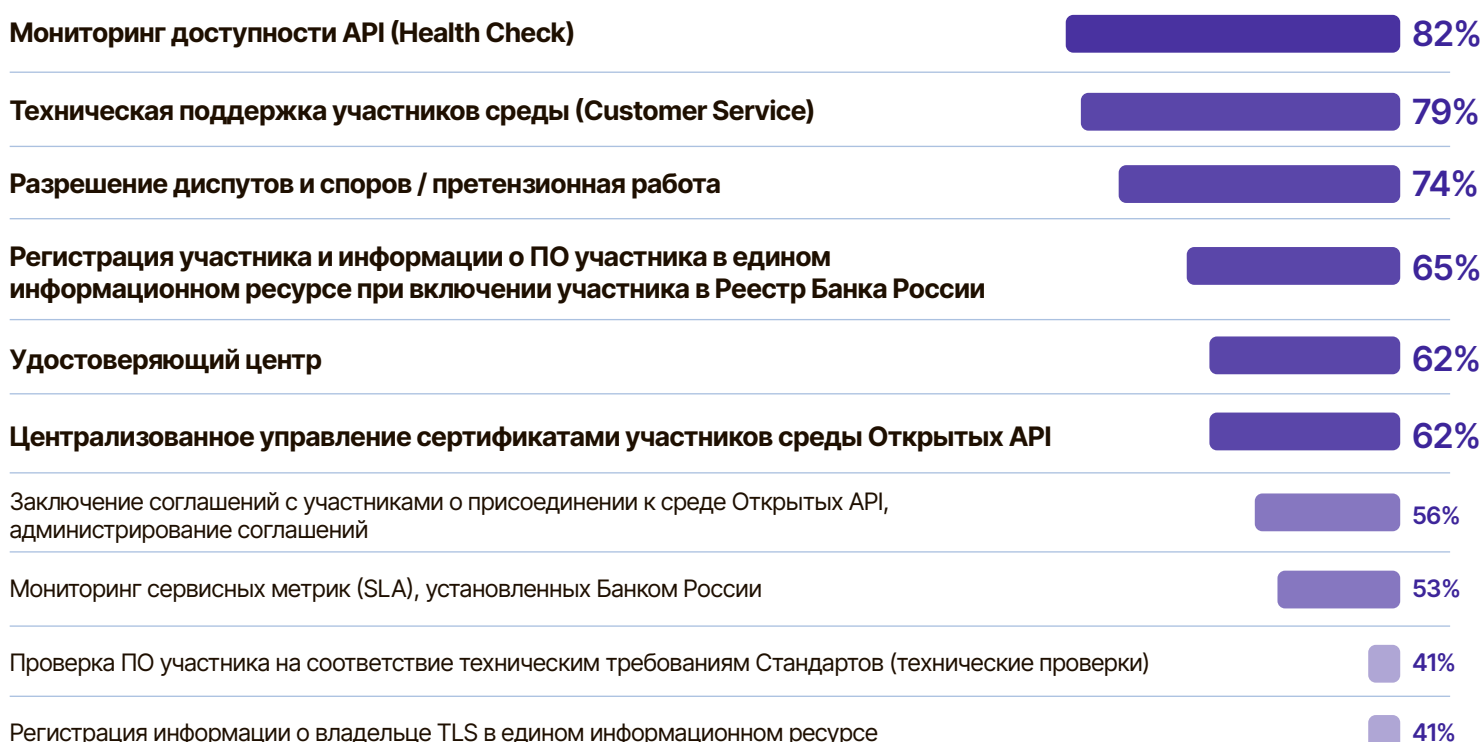 Мониторинг доступности API (Health Check) 82%
Техническая поддержка участников среды (Customer Service) 79%
Разрешение диспутов и споров / претензионная работа 74%
Регистрация участника и информации о ПО участника в едином
информационном ресурсе при включении участника в Реестр Банка России 65%
Удостоверяющий центр 62%
Централизованное управление сертификатами участников среды Открытых API 62%
Заключение соглашений с участниками о присоединении к среде Открытых API,
администрирование соглашений 56%
Мониторинг сервисных метрик (SLA), установленных Банком России 53%
Проверка ПО участника на соответствие техническим требованиям Стандартов (технические проверки) 41%
Регистрация информации о владельце TLS в едином информационном ресурсе 41%